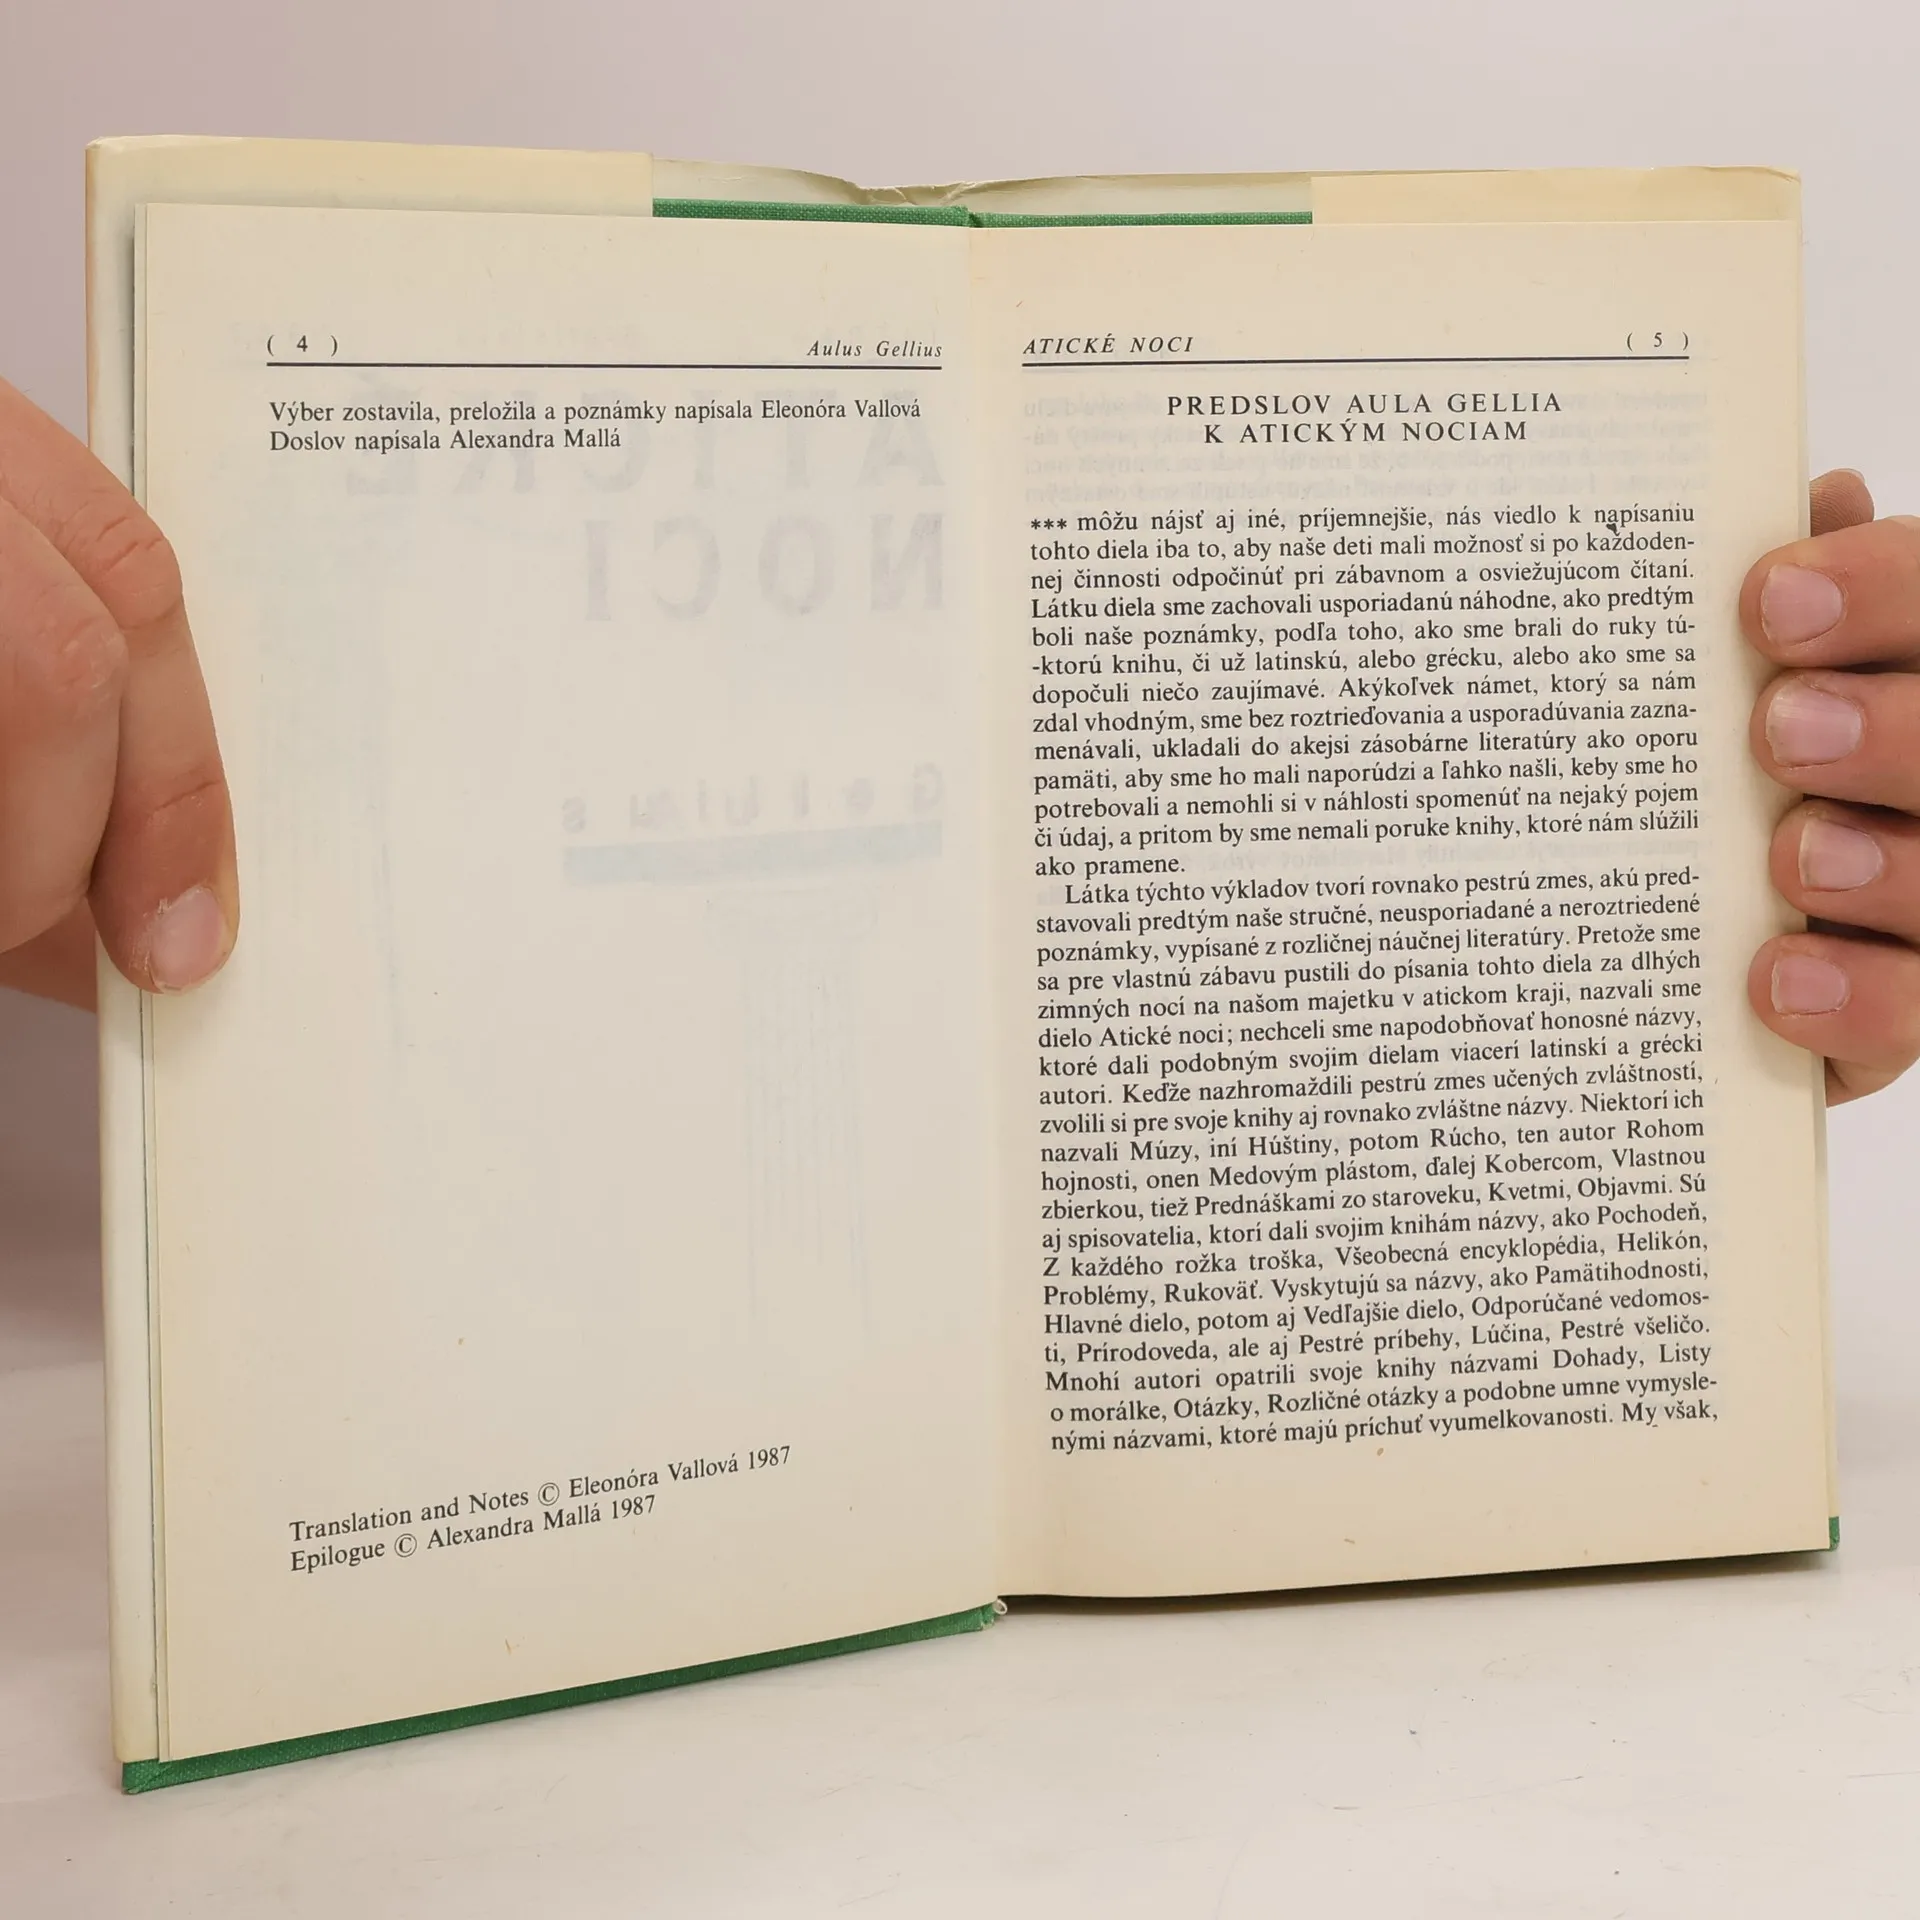 ( 4 ) Aulus Gellius
Výber zostavila, preložila a poznámky napísala Eleonóra Vallová
Doslov napísala Alexandra Mallá
Translation and Notes © Eleonóra Vallová 1987
Epilogue © Alexandra Mallá 1987
ATICKÉ NOCI ( 5 )
PREDSLOV AULA GELLIA
K ATICKÝM NOCIAM
*** môžu nájsť aj iné, príjemnejšie, nás viedlo k napísaniu
tohto diela iba to, aby naše deti mali možnosť si po každoden-
nej činnosti odpočinúť pri zábavnom a osviežujúcom čítaní.
Látku diela sme zachovali usporiadanú náhodne, ako predtým
boli naše poznámky, podľa toho, ako sme brali do ruky tú-
-ktorú knihu, či už latinskú, alebo grécku, alebo ako sme sa
dopočuli niečo zaujímavé. Akýkoľvek námet, ktorý sa nám
zdal vhodným, sme bez roztrieďovania a usporadúvania zazna-
menávali, ukladali do akejsi zásobárne literatúry ako oporu
pamäti, aby sme ho mali naporúdzi a ľahko našli, keby sme ho
potrebovali a nemohli si v náhlosti spomenúť na nejaký pojem
či údaj, a pritom by sme nemali poruke knihy, ktoré nám slúžili
ako pramene.
Látka týchto výkladov tvorí rovnako pestrú zmes, akú pred-
stavovali predtým naše stručné, neusporiadané a neroztriedené
poznámky, vypísané z rozličnej náučnej literatúry. Pretože sme
sa pre vlastnú zábavu pustili do písania tohto diela za dlhých
zimných nocí na našom majetku v atickom kraji, nazvali sme
dielo Atické noci; nechceli sme napodobňovať honosné názvy,
ktoré dali podobným svojim dielam viacerí latinskí a grécki
autori. Keďže nazhromaždili pestrú zmes učených zvláštností,
zvolili si pre svoje knihy aj rovnako zvláštne názvy. Niektorí ich
nazvali Múzy, iní Húštiny, potom Rúcho, ten autor Rohom
hojnosti, onen Medovým plástom, ďalej Kobercom, Vlastnou
zbierkou, tiež Prednáškami zo staroveku, Kvetmi, Objavmi. Sú
aj spisovatelia, ktorí dali svojim knihám názvy, ako Pochodeň,
Z každého rožka troška, Všeobecná encyklopédia, Helikón,
Problémy, Rukoväť. Vyskytujú sa názvy, ako Pamätihodnosti,
Hlavné dielo, potom aj Vedľajšie dielo, Odporúčané vedomos-
ti, Prírodoveda, ale aj Pestré príbehy, Lúčina, Pestré všeličo.
Mnohí autori opatrili svoje knihy názvami Dohady, Listy
o morálke, Otázky, Rozličné otázky a podobne umne vymysle-
nými názvami, ktoré majú príchuť vyumelkovanosti. My však,